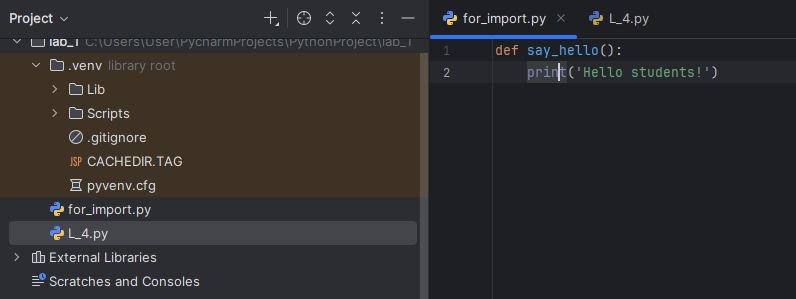 Project
for_import.py
L_4.py
lab_1 C:\Users\User\PycharmProjects\PythonProject\lab_1
.venv library root
Lib
Scripts
.gitignore
JSP CACHEDIR.TAG
pyvenv.cfg
for_import.py
L_4.py
External Libraries
Scratches and Consoles
1 def say_hello():
2 print('Hello students!')